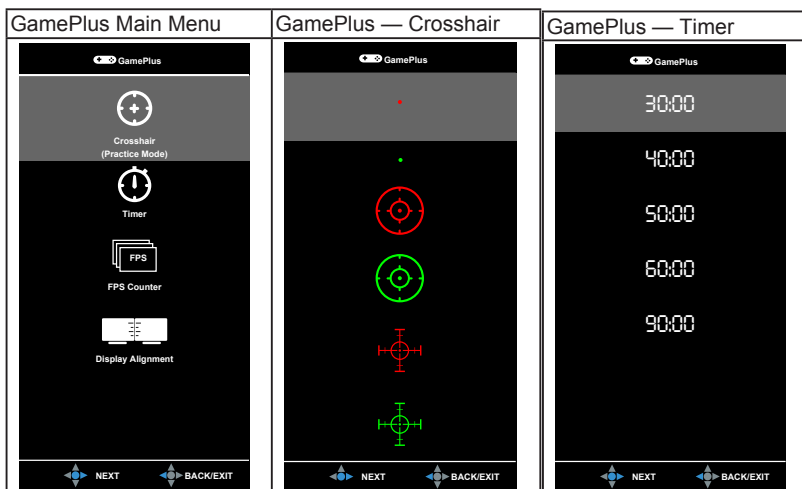 GamePlus Main Menu
GamePlus
Crosshair
(Practice Mode)
Timer
FPS
FPS Counter
Display Alignment
NEXT BACK/EXIT
GamePlus — Crosshair
GamePlus
NEXT BACK/EXIT
GamePlus — Timer
GamePlus
30:00
40:00
50:00
60:00
90:00
NEXT BACK/EXIT